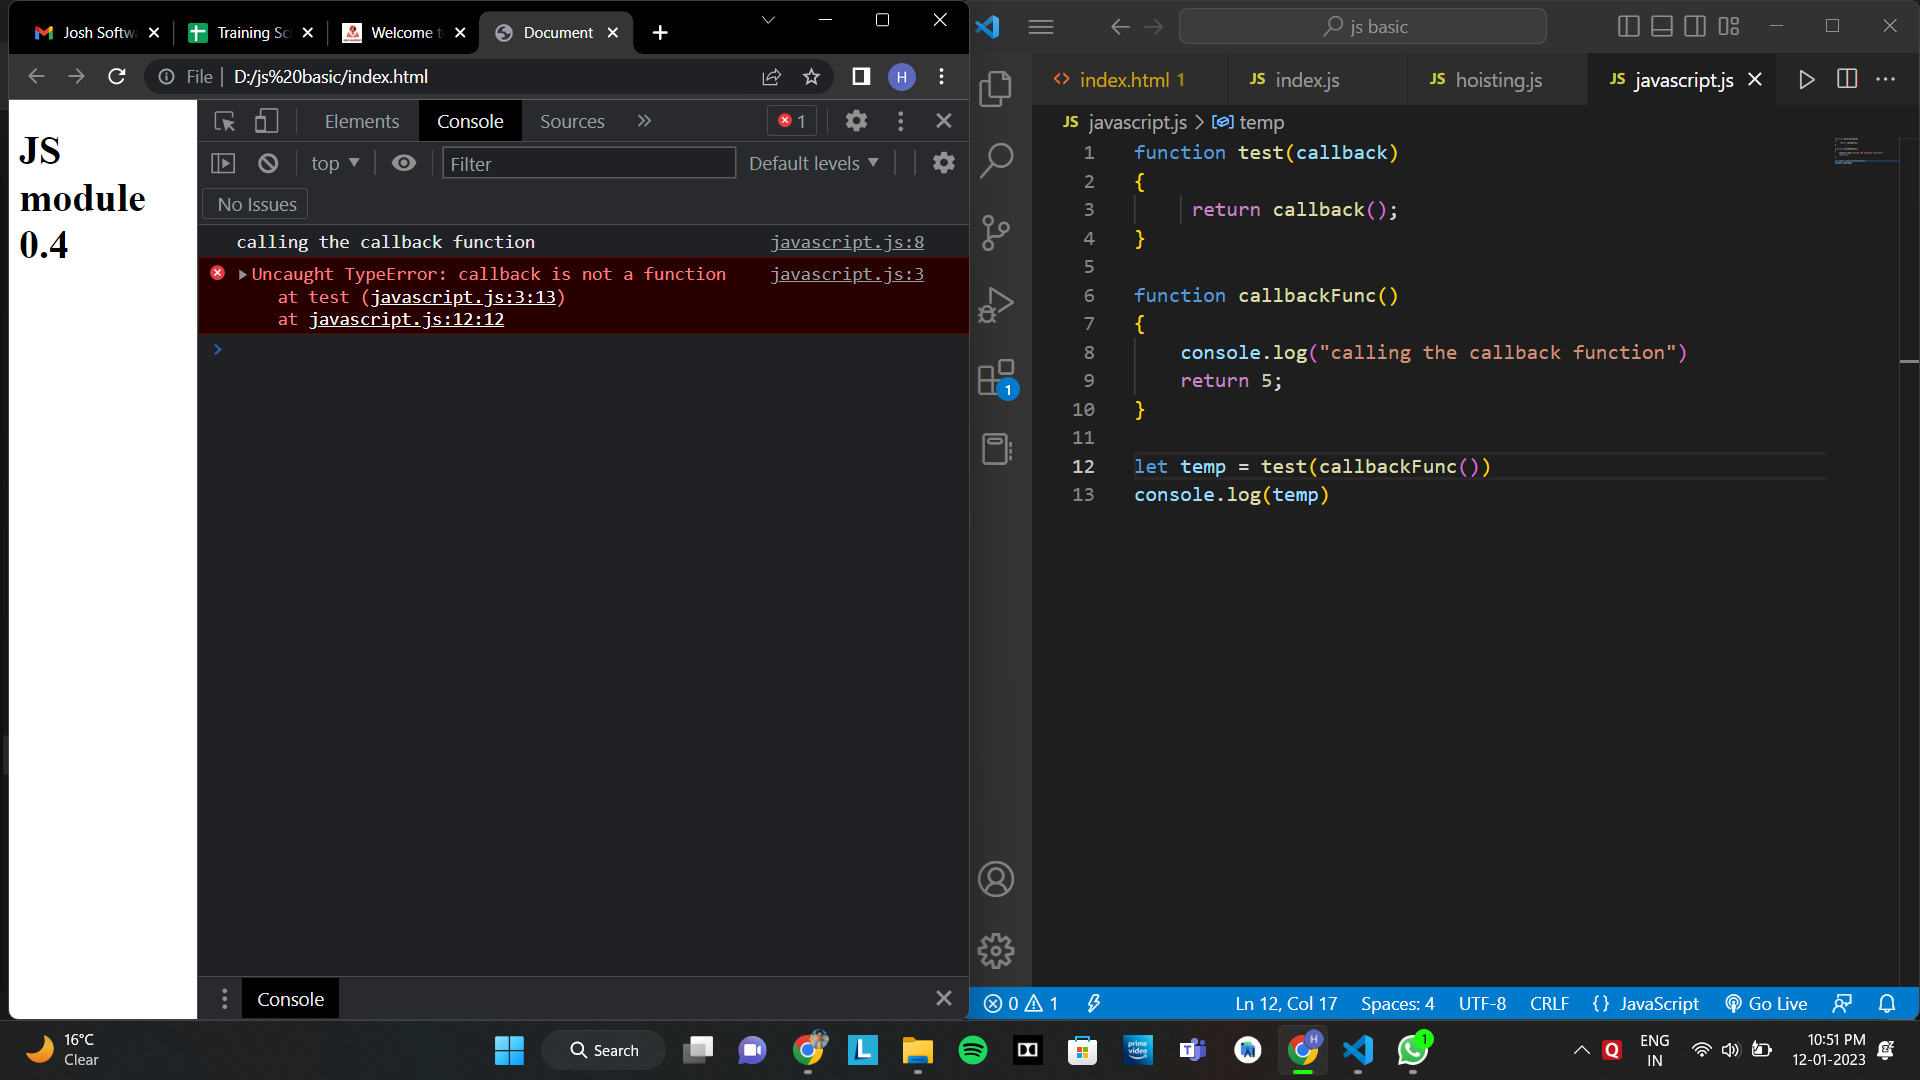 Josh Softw
Training Sc
Welcome t
Document
js basic
File
D:/js%20basic/index.html
H
index.html 1
JS index.js
JS hoisting.js
JS javascript.js
JS
module
0.4
Elements
Console
Sources
1
top
Filter
Default levels
No Issues
calling the callback function
javascript.js:8
Uncaught TypeError: callback is not a function
javascript.js:3
at test (javascript.js:3:13)
at javascript.js:12:12
Console
JS javascript.js > temp
1 function test(callback)
2 {
3 return callback();
4 }
5
6 function callbackFunc()
7 {
8 console.log("calling the callback function")
9 return 5;
10 }
11
12 let temp = test(callbackFunc())
13 console.log(temp)
1
0 1
Ln 12, Col 17
Spaces: 4
UTF-8
CRLF
{ } JavaScript
Go Live
16°C
Clear
Search
L
prime video
H
1
Q
ENG
IN
10:51 PM
12-01-2023